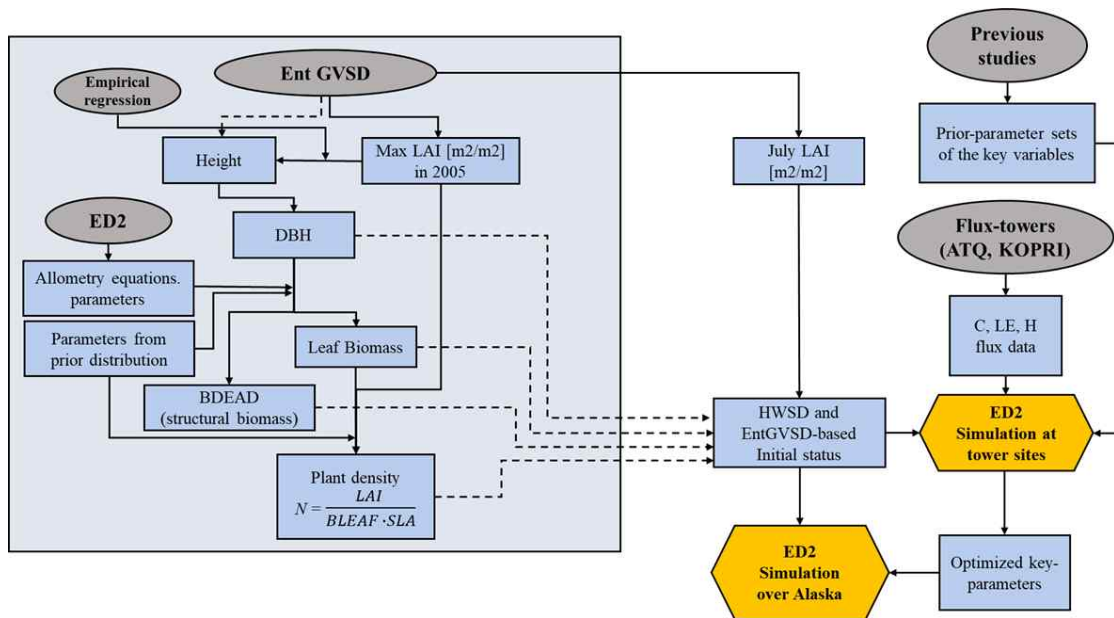 Ent GVSD
Empirical
regression
Height
Max LAI [m2/m2]
in 2005
ED2
DBH
Allometry equations.
parameters
Parameters from
prior distribution
Leaf Biomass
BDEAD
(structural biomass)
Plant density
N = LAI
BLEAF · SLA
July LAI
[m2/m2]
HWSD and
EntGVSD-based
Initial status
ED2
Simulation
over Alaska
Previous
studies
Prior-parameter sets
of the key variables
Flux-towers
(ATQ, KOPRI)
C, LE, H
flux data
ED2
Simulation at
tower sites
Optimized key-
parameters